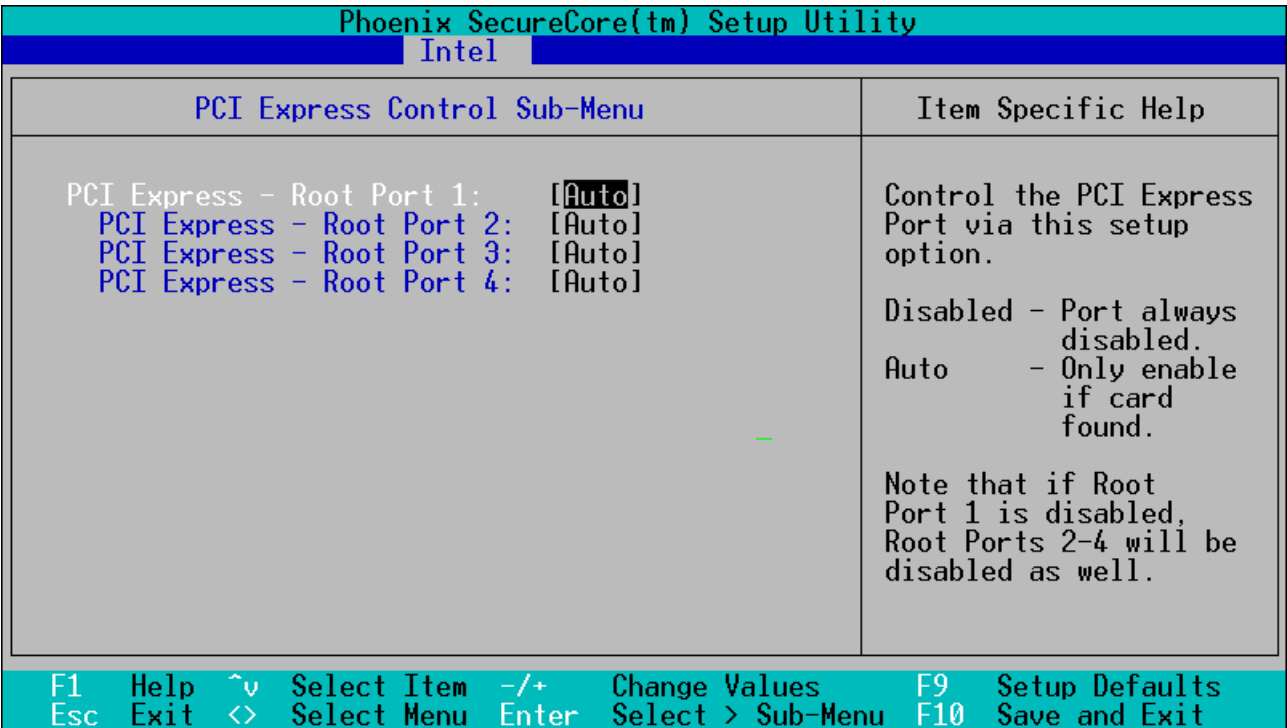 Phoenix SecureCore(tm) Setup Utility
Intel
PCI Express Control Sub-Menu
PCI Express - Root Port 1: [Auto]
PCI Express - Root Port 2: [Auto]
PCI Express - Root Port 3: [Auto]
PCI Express - Root Port 4: [Auto]
Item Specific Help
Control the PCI Express
Port via this setup
option.
Disabled - Port always
disabled.
Auto - Only enable
if card
found.
Note that if Root
Port 1 is disabled,
Root Ports 2-4 will be
disabled as well.
F1 Help ^v Select Item -/+ Change Values F9 Setup Defaults
Esc Exit <> Select Menu Enter Select > Sub-Menu F10 Save and Exit